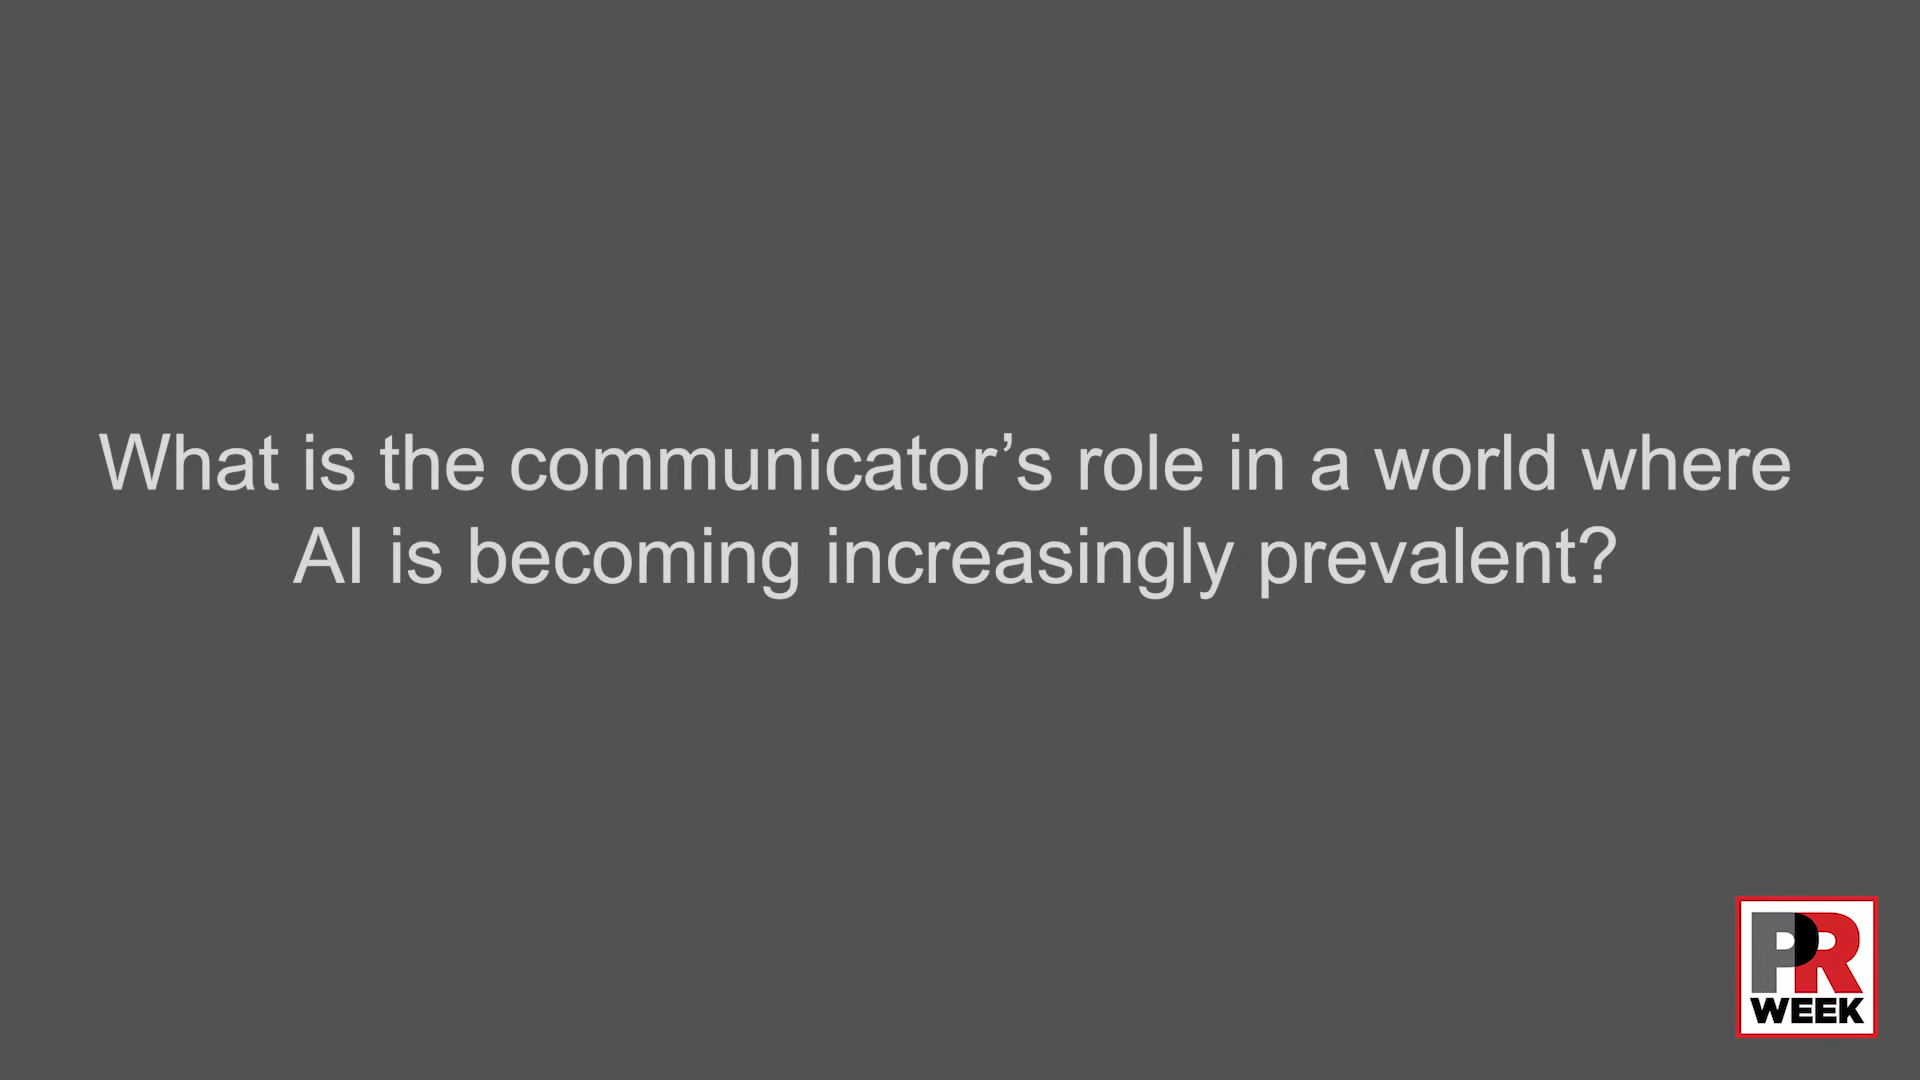 What is the communicator’s role in a world where
AI is becoming increasingly prevalent?
PR
WEEK